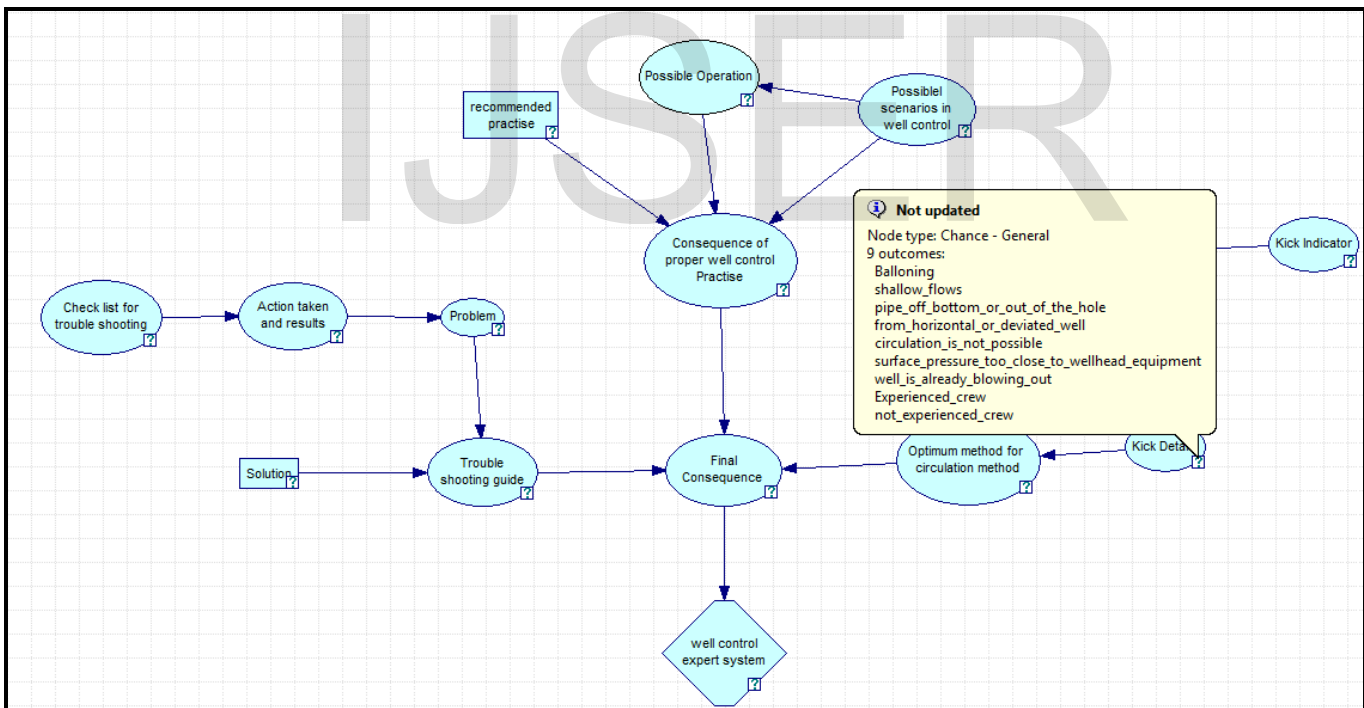 IJSER
Possible Operation
Possiblel
scenarios in
well control
recommended
practise
Consequence of
proper well control
Practise
Not updated
Node type: Chance - General
9 outcomes:
Balloning
shallow_flows
pipe_off_bottom_or_out_of_the_hole
from_horizontal_or_deviated_well
circulation_is_not_possible
surface_pressure_too_close_to_wellhead_equipment
well_is_already_blowing_out
Experienced_crew
not_experienced_crew
Kick Indicator
Check list for
trouble shooting
Action taken
and results
Problem
Solution
Trouble
shooting guide
Final
Consequence
Optimum method for
circulation method
Kick
well control
expert system